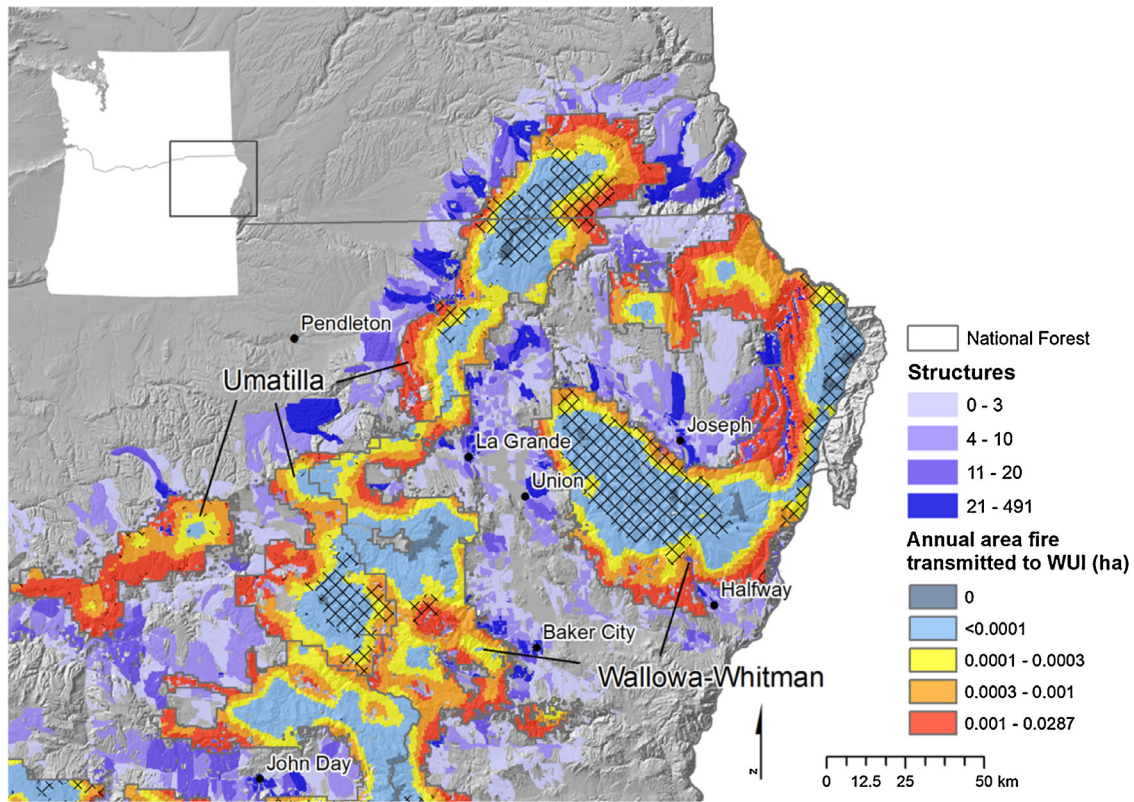 Pendleton
Umatilla
La Grande
Joseph
Union
Halfway
Baker City
Wallowa-Whitman
John Day
National Forest
Structures
0 - 3
4 - 10
11 - 20
21 - 491
Annual area fire
transmitted to WUI (ha)
0
<0.0001
0.0001 - 0.0003
0.0003 - 0.001
0.001 - 0.0287
z
0 12.5 25 50 km